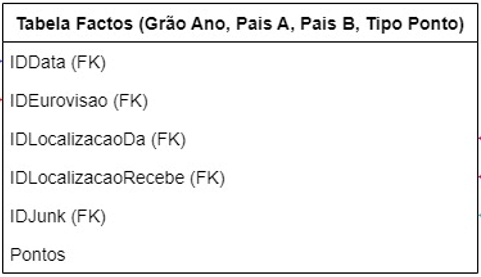 Tabela Factos (Grão Ano, Pais A, Pais B, Tipo Ponto)
IDData (FK)
IDEurovisao (FK)
IDLocalizacaoDa (FK)
IDLocalizacaoRecebe (FK)
IDJunk (FK)
Pontos